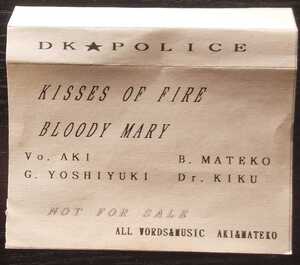 DK★POLICE
KISSES OF FIRE
BLOODY MARY
Vo. AKI B. MATEKO
G. YOSHIYUKI Dr. KIKU
NOT FOR SALE
ALL WORDS&MUSIC AKI&MATEKO